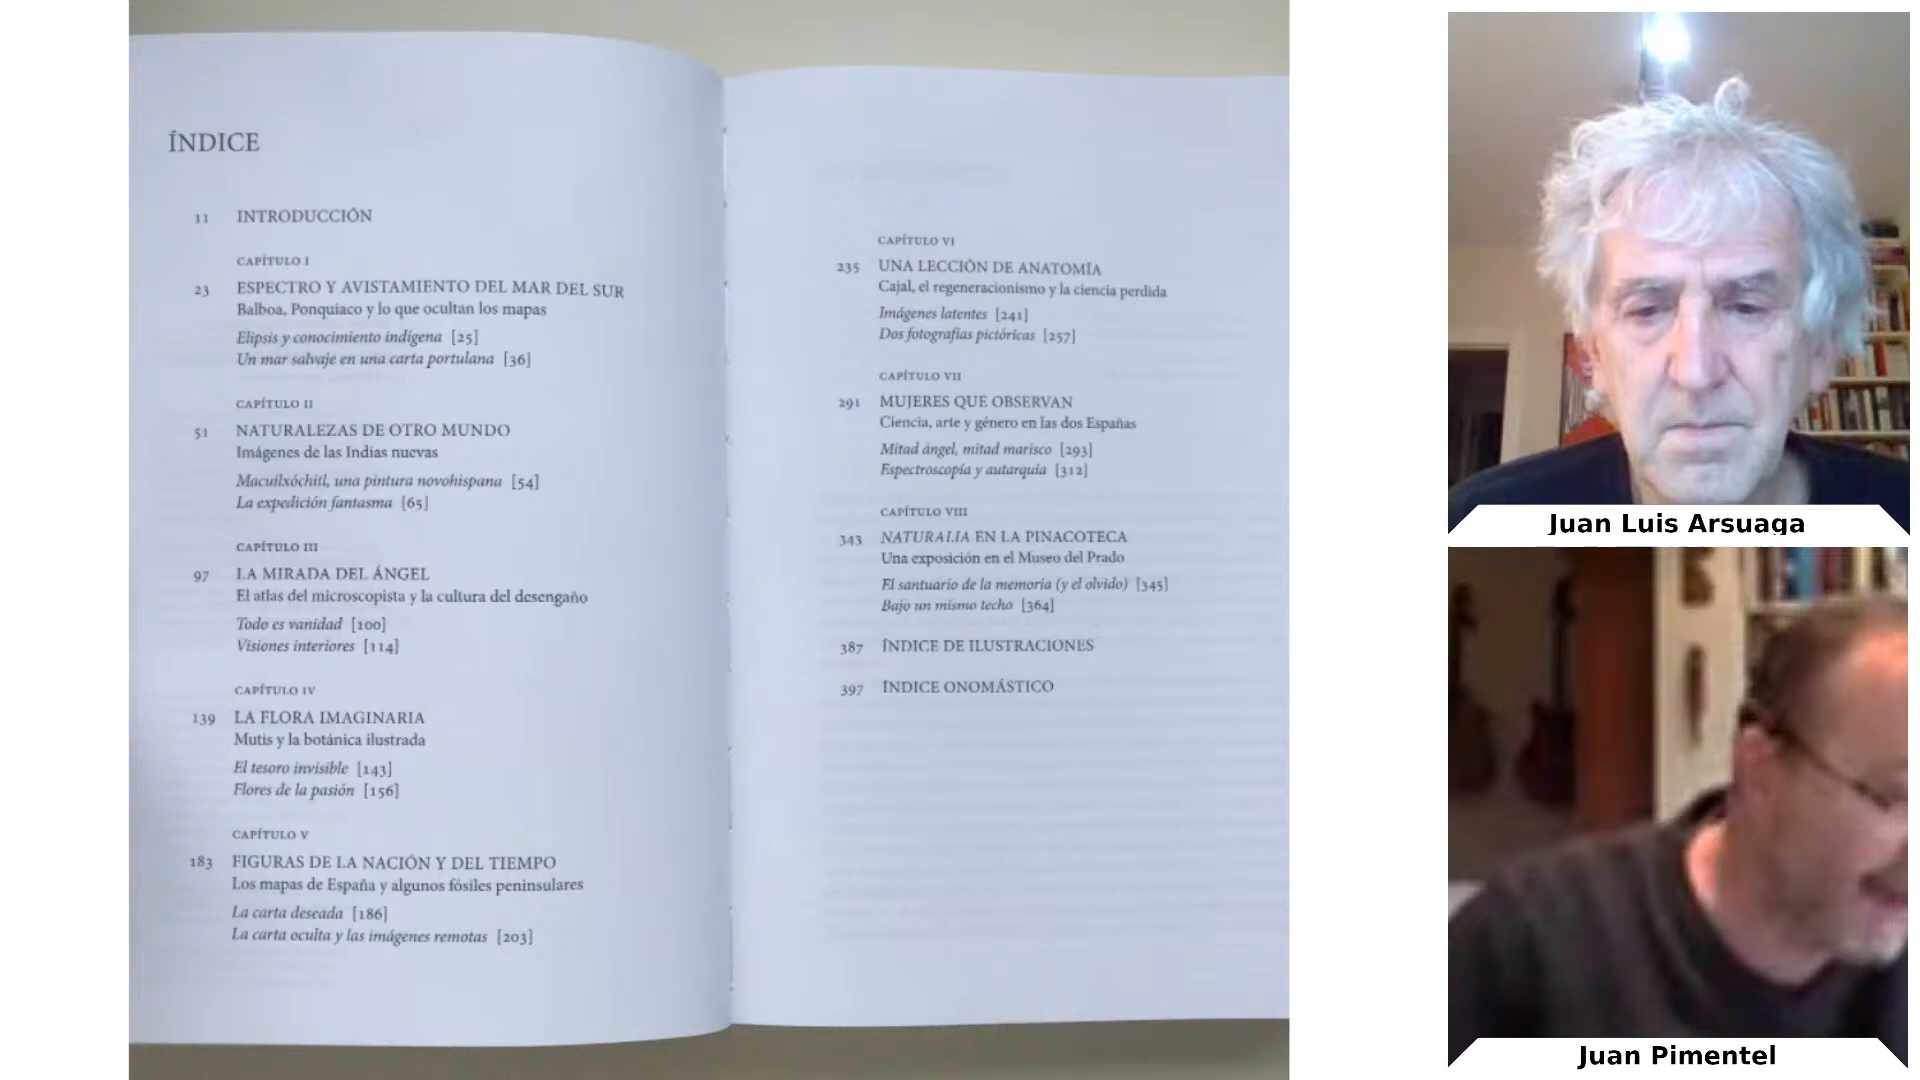 ÍNDICE
11 INTRODUCCIÓN
CAPÍTULO I
23 ESPECTRO Y AVISTAMIENTO DEL MAR DEL SUR
Balboa, Ponquiaco y lo que ocultan los mapas
Elipsis y conocimiento indígena [25]
Un mar salvaje en una carta portulana [36]
CAPÍTULO II
51 NATURALEZAS DE OTRO MUNDO
Imágenes de las Indias nuevas
Macuilxóchitl, una pintura novohispana [54]
La expedición fantasma [65]
CAPÍTULO III
97 LA MIRADA DEL ÁNGEL
El atlas del microscopista y la cultura del desengaño
Todo es vanidad [100]
Visiones interiores [114]
CAPÍTULO IV
139 LA FLORA IMAGINARIA
Mutis y la botánica ilustrada
El tesoro invisible [143]
Flores de la pasión [156]
CAPÍTULO V
183 FIGURAS DE LA NACIÓN Y DEL TIEMPO
Los mapas de España y algunos fósiles peninsulares
La carta deseada [186]
La carta oculta y las imágenes remotas [203]
CAPÍTULO VI
235 UNA LECCIÓN DE ANATOMÍA
Cajal, el regeneracionismo y la ciencia perdida
Imágenes latentes [241]
Dos fotografías pictóricas [257]
CAPÍTULO VII
291 MUJERES QUE OBSERVAN
Ciencia, arte y género en las dos Españas
Mitad ángel, mitad marisco [293]
Espectroscopía y autarquía [312]
CAPÍTULO VIII
343 NATURALIA EN LA PINACOTECA
Una exposición en el Museo del Prado
El santuario de la memoria (y el olvido) [345]
Bajo un mismo techo [364]
387 ÍNDICE DE ILUSTRACIONES
397 ÍNDICE ONOMÁSTICO
Juan Luis Arsuaga
Juan Pimentel